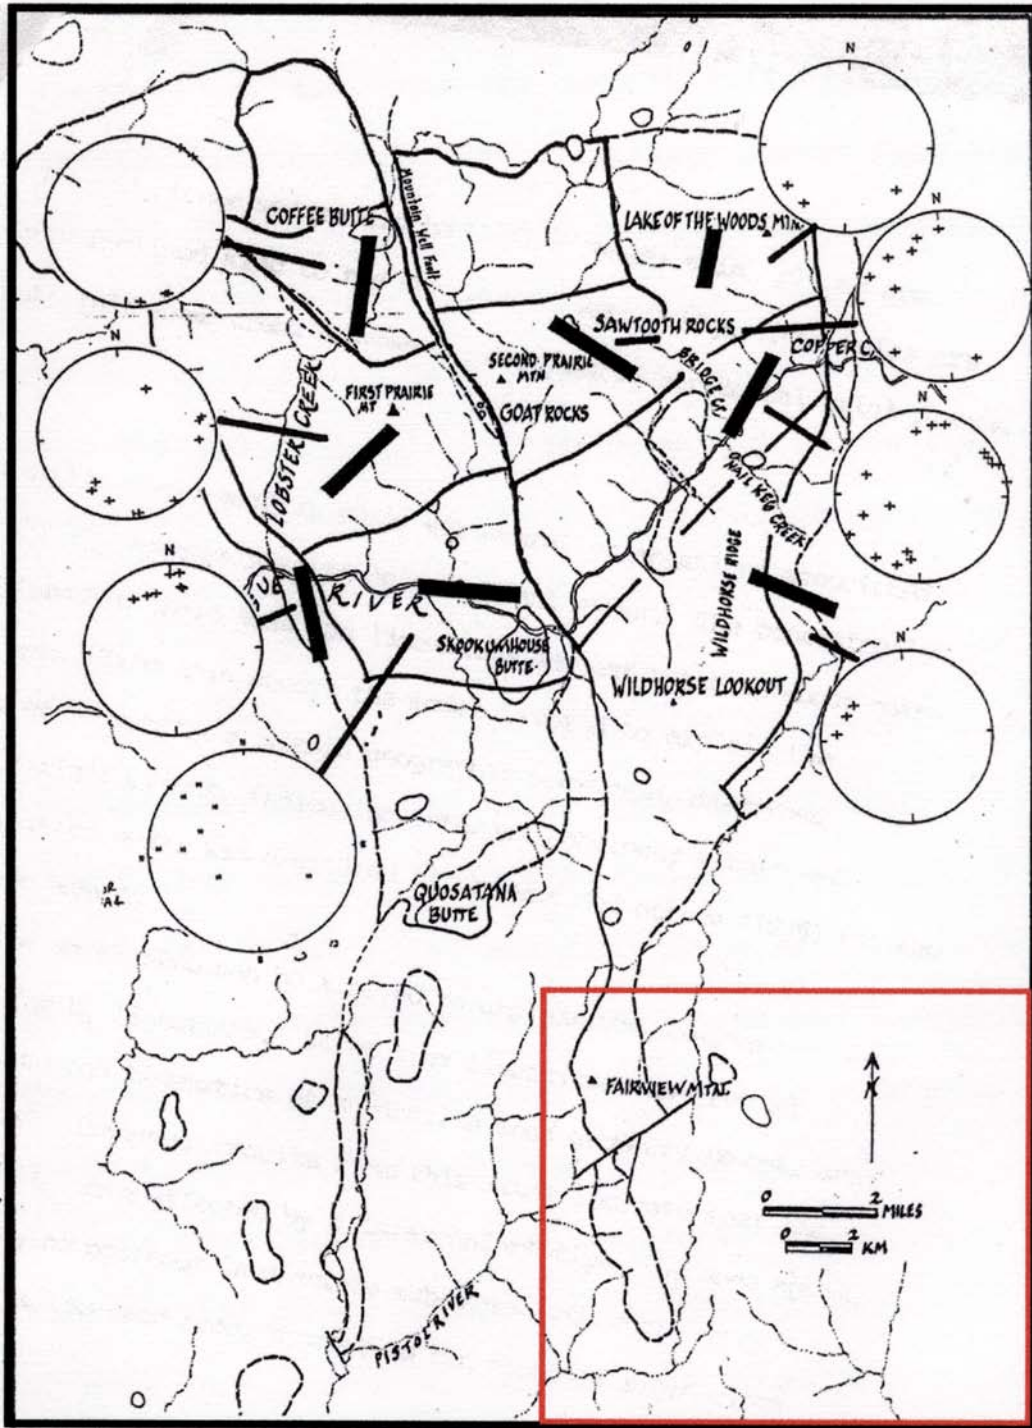 N
Mountain Well Fault
COFFEE BUTTE
LAKE OF THE WOODS MTN.
N
SAWTOOTH ROCKS
COPPER C.
N
SECOND PRAIRIE
MTN
BRIDGE CR.
FIRST PRAIRIE
MT
GOAT ROCKS
N
LOBSTER CREEK
NAIL KEG CREEK
N
WILDHORSE RIDGE
RIVER
SKOOKUMHOUSE
BUTTE
N
WILDHORSE LOOKOUT
N
QUOSATANA
BUTTE
FAIRVIEW MTN.
N
0 2
MILES
0 2
KM
PISTOL RIVER